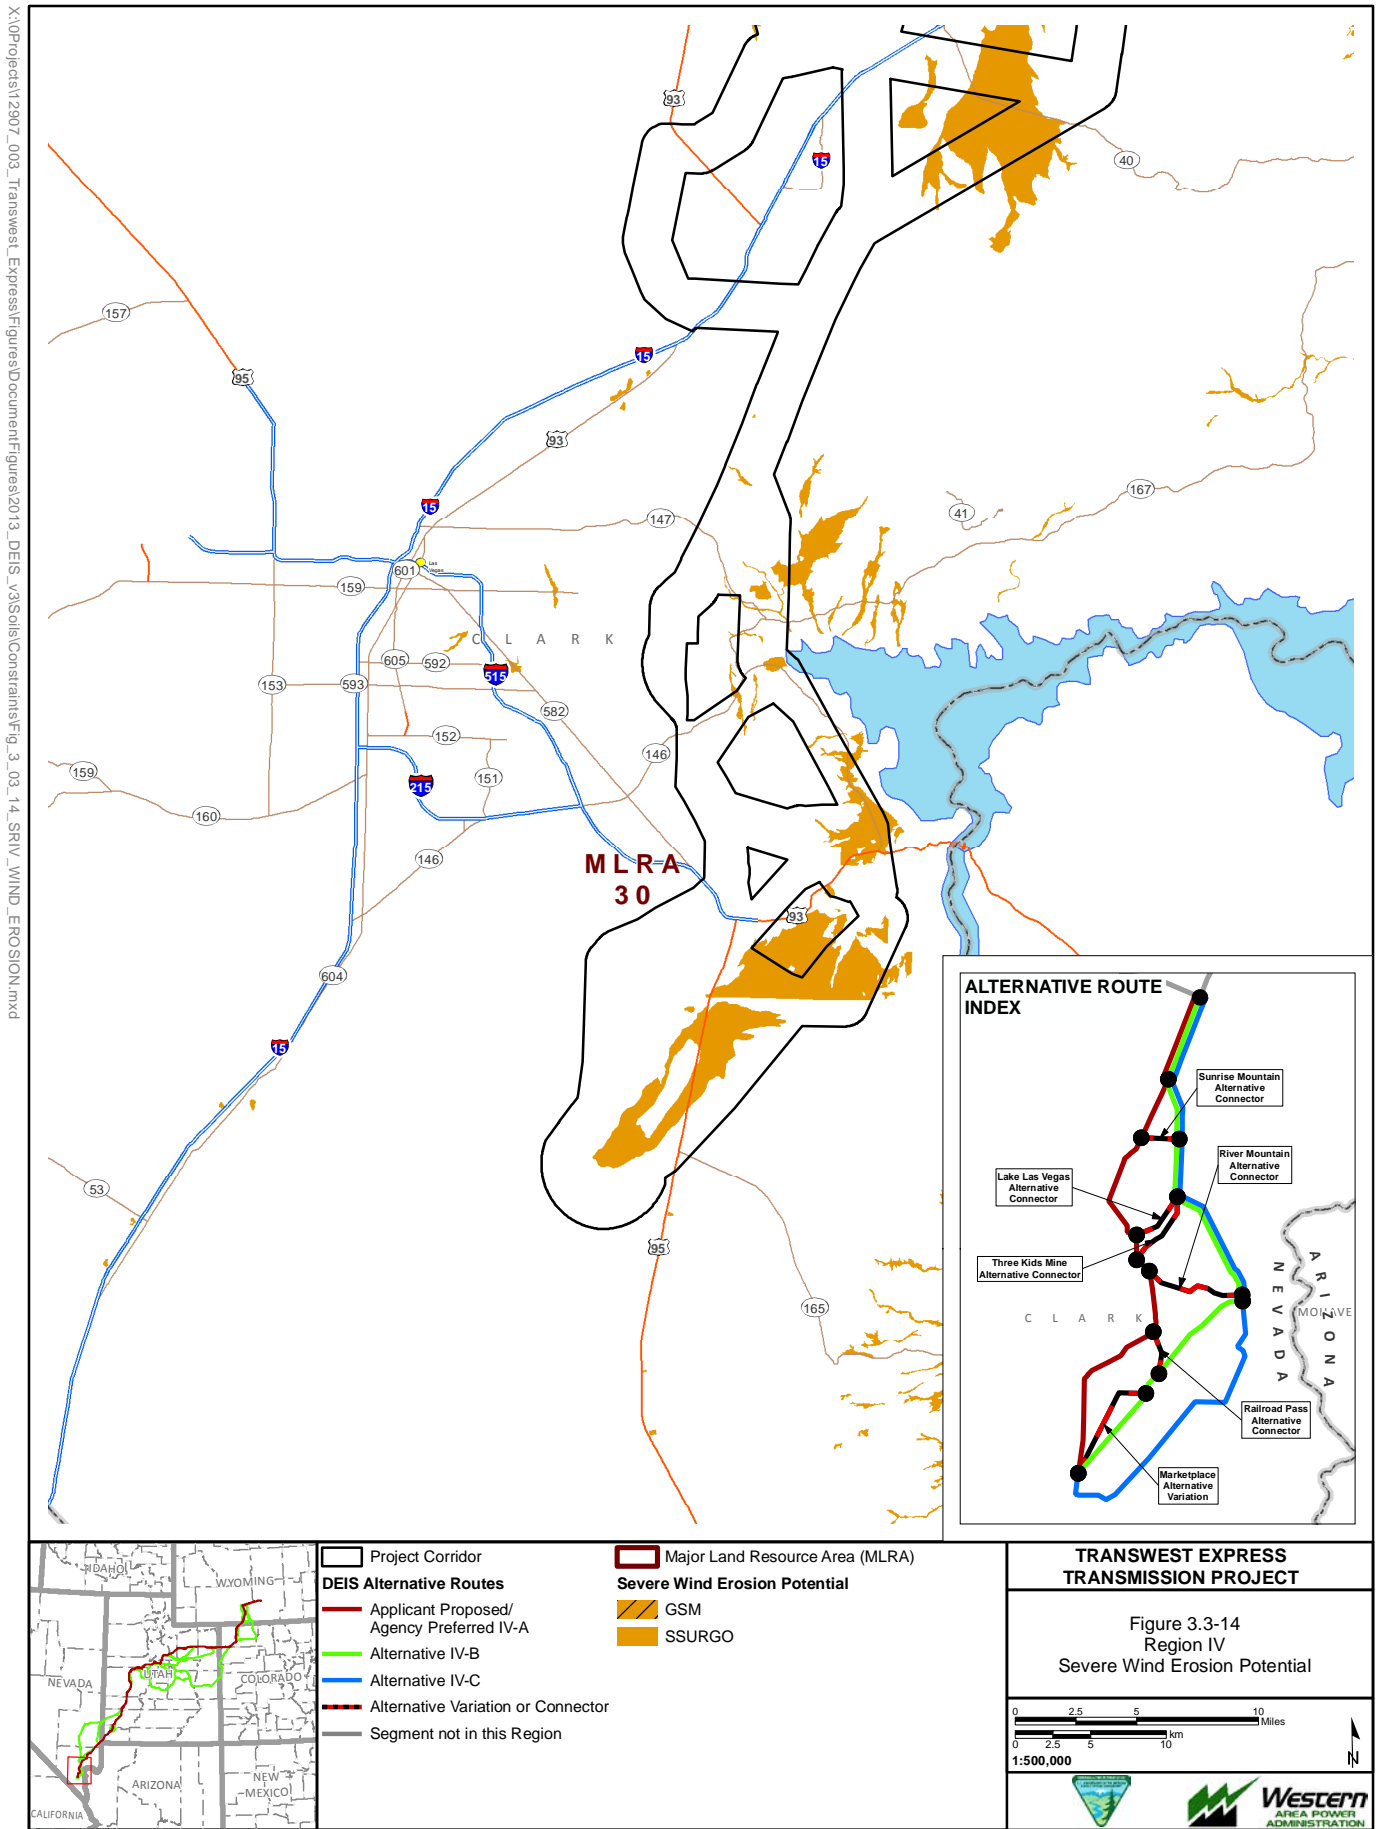 X:\0Projects\12907_003_Transwest_Express\Figures\DocumentFigures\2013_DEIS_v3\Soils\Constraints\Fig_3_03_14_SRIV_WIND_EROSION.mxd
93
15
40
157
15
95
93
15
147
167
41
601
Las
Vegas
159
C L A R K
605
592
515
153
593
582
152
146
159
215
151
160
146
MLRA
30
93
604
15
53
95
165
ALTERNATIVE ROUTE
INDEX
Sunrise Mountain
Alternative
Connector
River Mountain
Alternative
Connector
Lake Las Vegas
Alternative
Connector
Three Kids Mine
Alternative Connector
C L A R K
NEVADA
ARIZONA
MOHAVE
Railroad Pass
Alternative
Connector
Marketplace
Alternative
Variation
IDAHO
WYOMING
NEVADA
UTAH
COLORADO
ARIZONA
NEW
MEXICO
CALIFORNIA
Project Corridor
DEIS Alternative Routes
Applicant Proposed/
Agency Preferred IV-A
Alternative IV-B
Alternative IV-C
Alternative Variation or Connector
Segment not in this Region
Major Land Resource Area (MLRA)
Severe Wind Erosion Potential
GSM
SSURGO
TRANSWEST EXPRESS
TRANSMISSION PROJECT
Figure 3.3-14
Region IV
Severe Wind Erosion Potential
0 2.5 5 10
Miles
km
0 2.5 5 10
1:500,000
N
Western
AREA POWER
ADMINISTRATION